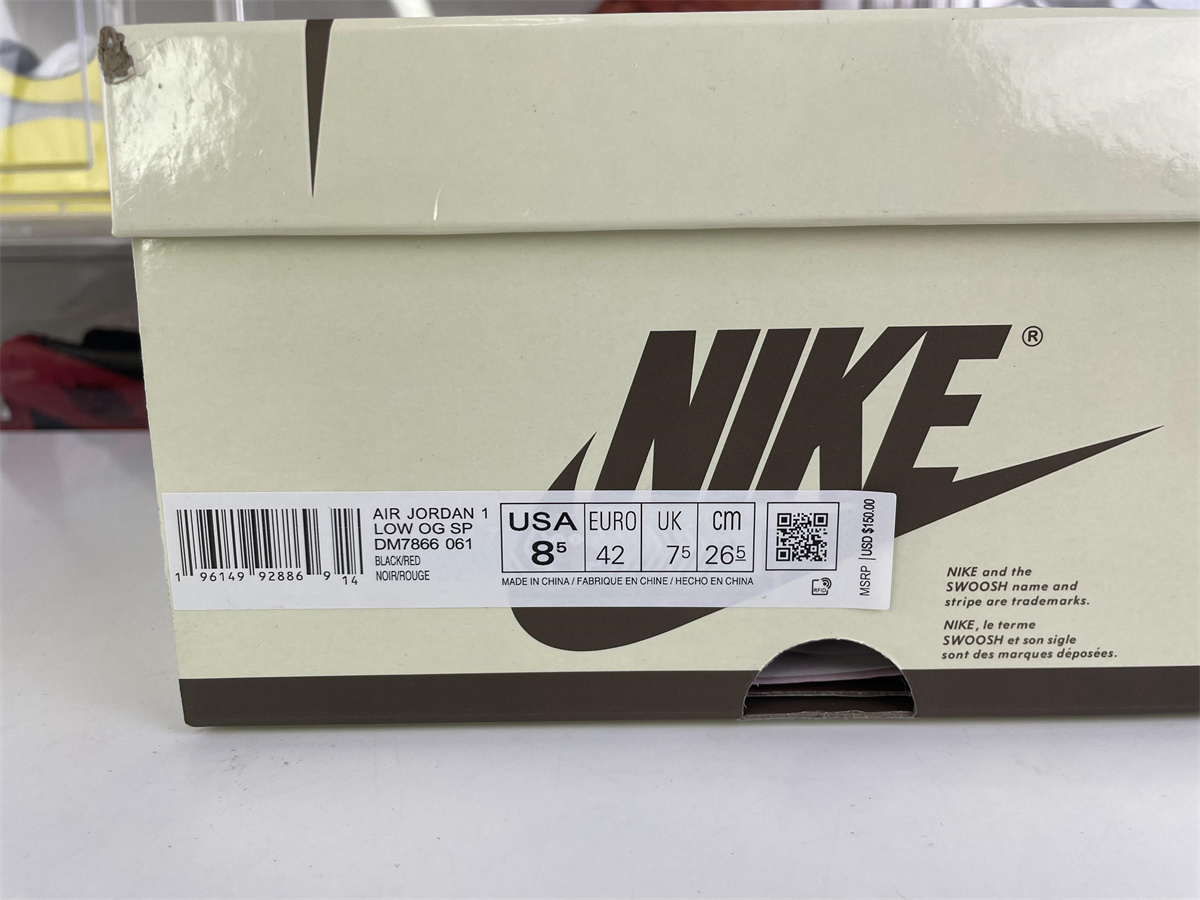 NIKE®
AIR JORDAN 1
LOW OG SP
DM7866 061
BLACK/RED
NOIR/ROUGE
1 96149 92886 9 14
USA
8⁵
EURO
42
UK
7⁵
cm
26⁵
MADE IN CHINA / FABRIQUE EN CHINE / HECHO EN CHINA
RFID
MSRP | USD $150.00
NIKE and the
SWOOSH name and
stripe are trademarks.
NIKE, le terme
SWOOSH et son sigle
sont des marques déposées.